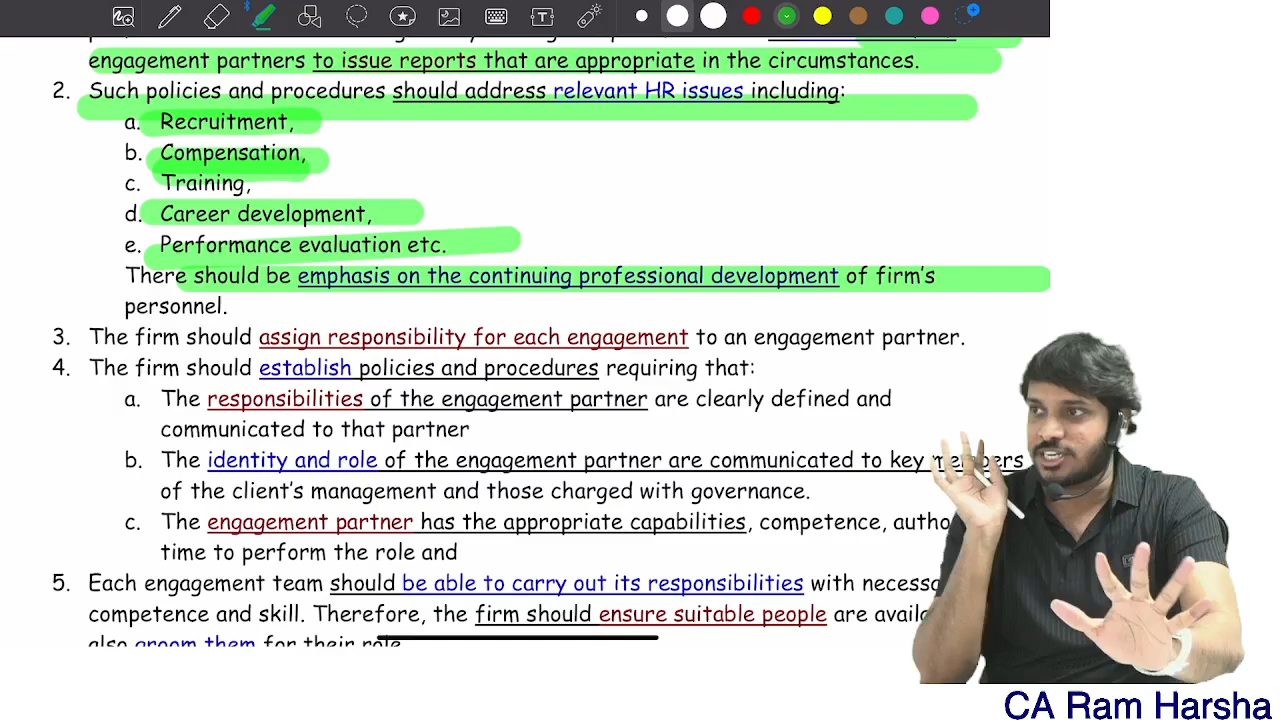 engagement partners to issue reports that are appropriate in the circumstances.
2. Such policies and procedures should address relevant HR issues including:
a. Recruitment,
b. Compensation,
c. Training,
d. Career development,
e. Performance evaluation etc.
There should be emphasis on the continuing professional development of firm's
personnel.
3. The firm should assign responsibility for each engagement to an engagement partner.
4. The firm should establish policies and procedures requiring that:
a. The responsibilities of the engagement partner are clearly defined and
communicated to that partner
b. The identity and role of the engagement partner are communicated to key members
of the client's management and those charged with governance.
c. The engagement partner has the appropriate capabilities, competence,
time to perform the role and
5. Each engagement team should be able to carry out its responsibilities with
competence and skill. Therefore, the firm should ensure suitable people are
also groom them for their role
CA Ram Harsha